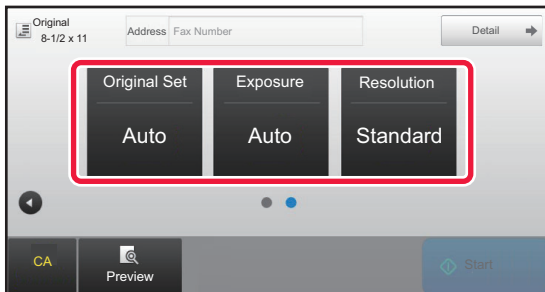 Original
8-1/2 x 11
Address Fax Number
Detail
Original Set
Auto
Exposure
Auto
Resolution
Standard
CA
Preview
Start